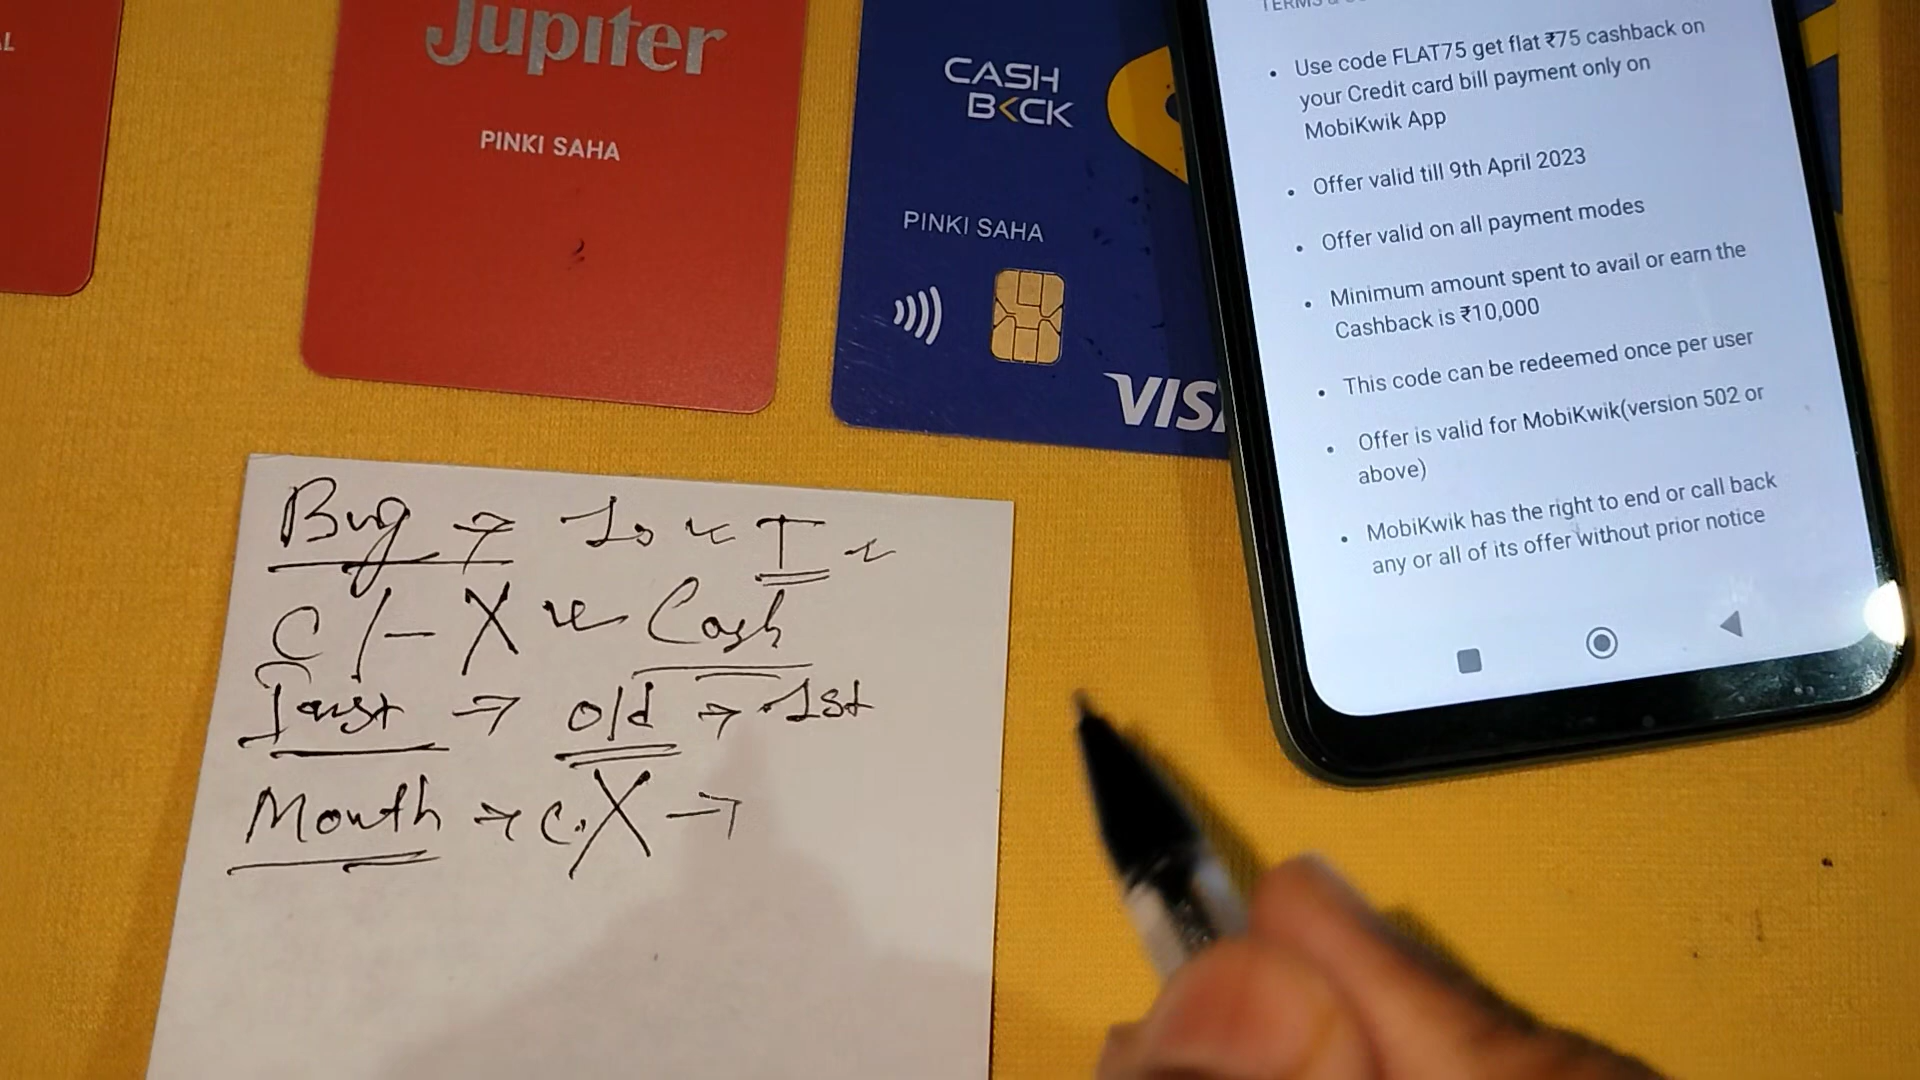 AL
Jupiter
PINKI SAHA
CASH
BACK
PINKI SAHA
VISA
TERMS &
Use code FLAT75 get flat ₹75 cashback on
your Credit card bill payment only on
MobiKwik App
Offer valid till 9th April 2023
Offer valid on all payment modes
Minimum amount spent to avail or earn the
Cashback is ₹10,000
This code can be redeemed once per user
Offer is valid for MobiKwik(version 502 or
above)
MobiKwik has the right to end or call back
any or all of its offer without prior notice
Bug → T
C/- X Cash
→ old → 1st
Month → C.X →